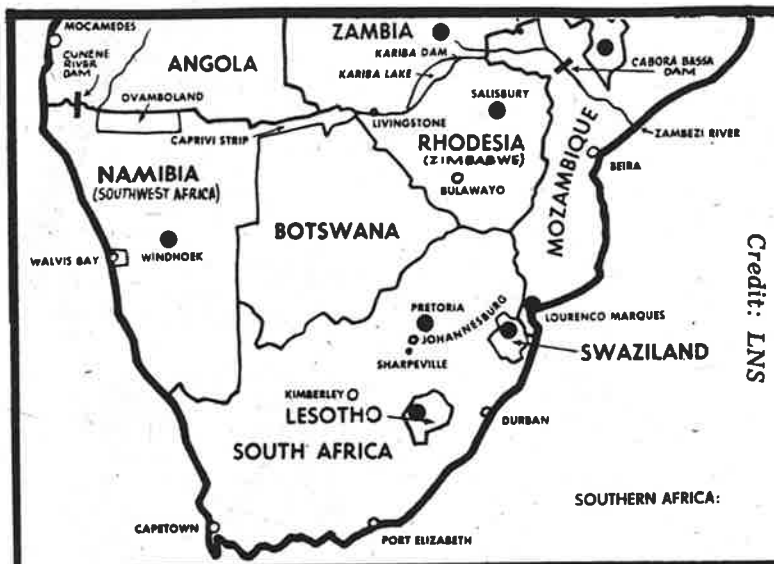 MOCAMEDES
ZAMBIA
CUNENE
RIVER
DAM
ANGOLA
KARIBA DAM
KARIBA LAKE
CABORA BASSA
DAM
OVAMBOLAND
SALISBURY
LIVINGSTONE
CAPRIVI STRIP
RHODESIA
(ZIMBABWE)
ZAMBEZI RIVER
BEIRA
NAMIBIA
(SOUTHWEST AFRICA)
BULAWAYO
MOZAMBIQUE
BOTSWANA
WALVIS BAY
WINDHOEK
Credit: LNS
PRETORIA
JOHANNESBURG
LOURENCO MARQUES
SHARPEVILLE
SWAZILAND
KIMBERLEY
LESOTHO
DURBAN
SOUTH AFRICA
SOUTHERN AFRICA:
CAPETOWN
PORT ELIZABETH